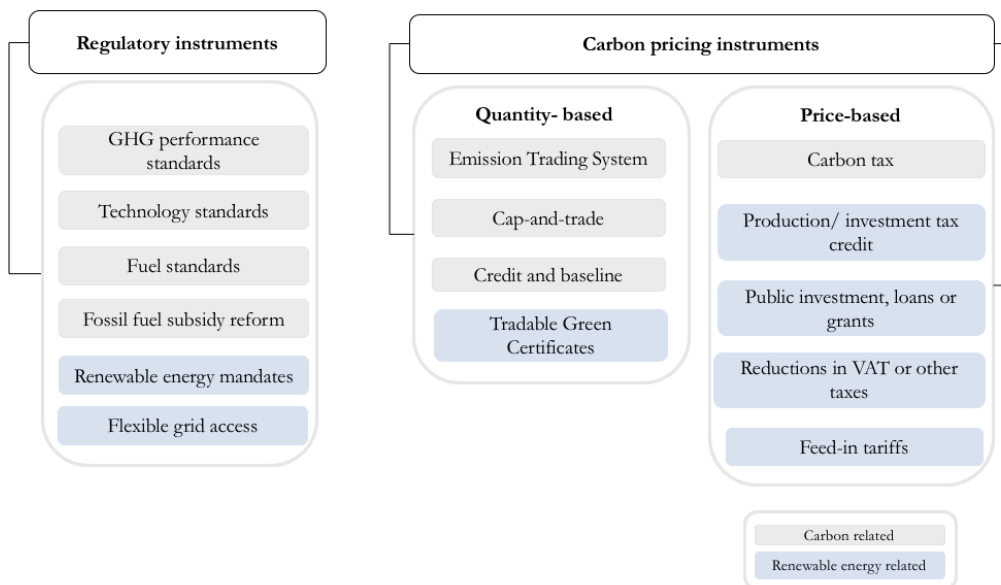 Regulatory instruments
GHG performance
standards
Technology standards
Fuel standards
Fossil fuel subsidy reform
Renewable energy mandates
Flexible grid access
Carbon pricing instruments
Quantity- based
Emission Trading System
Cap-and-trade
Credit and baseline
Tradable Green
Certificates
Price-based
Carbon tax
Production/ investment tax
credit
Public investment, loans or
grants
Reductions in VAT or other
taxes
Feed-in tariffs
Carbon related
Renewable energy related